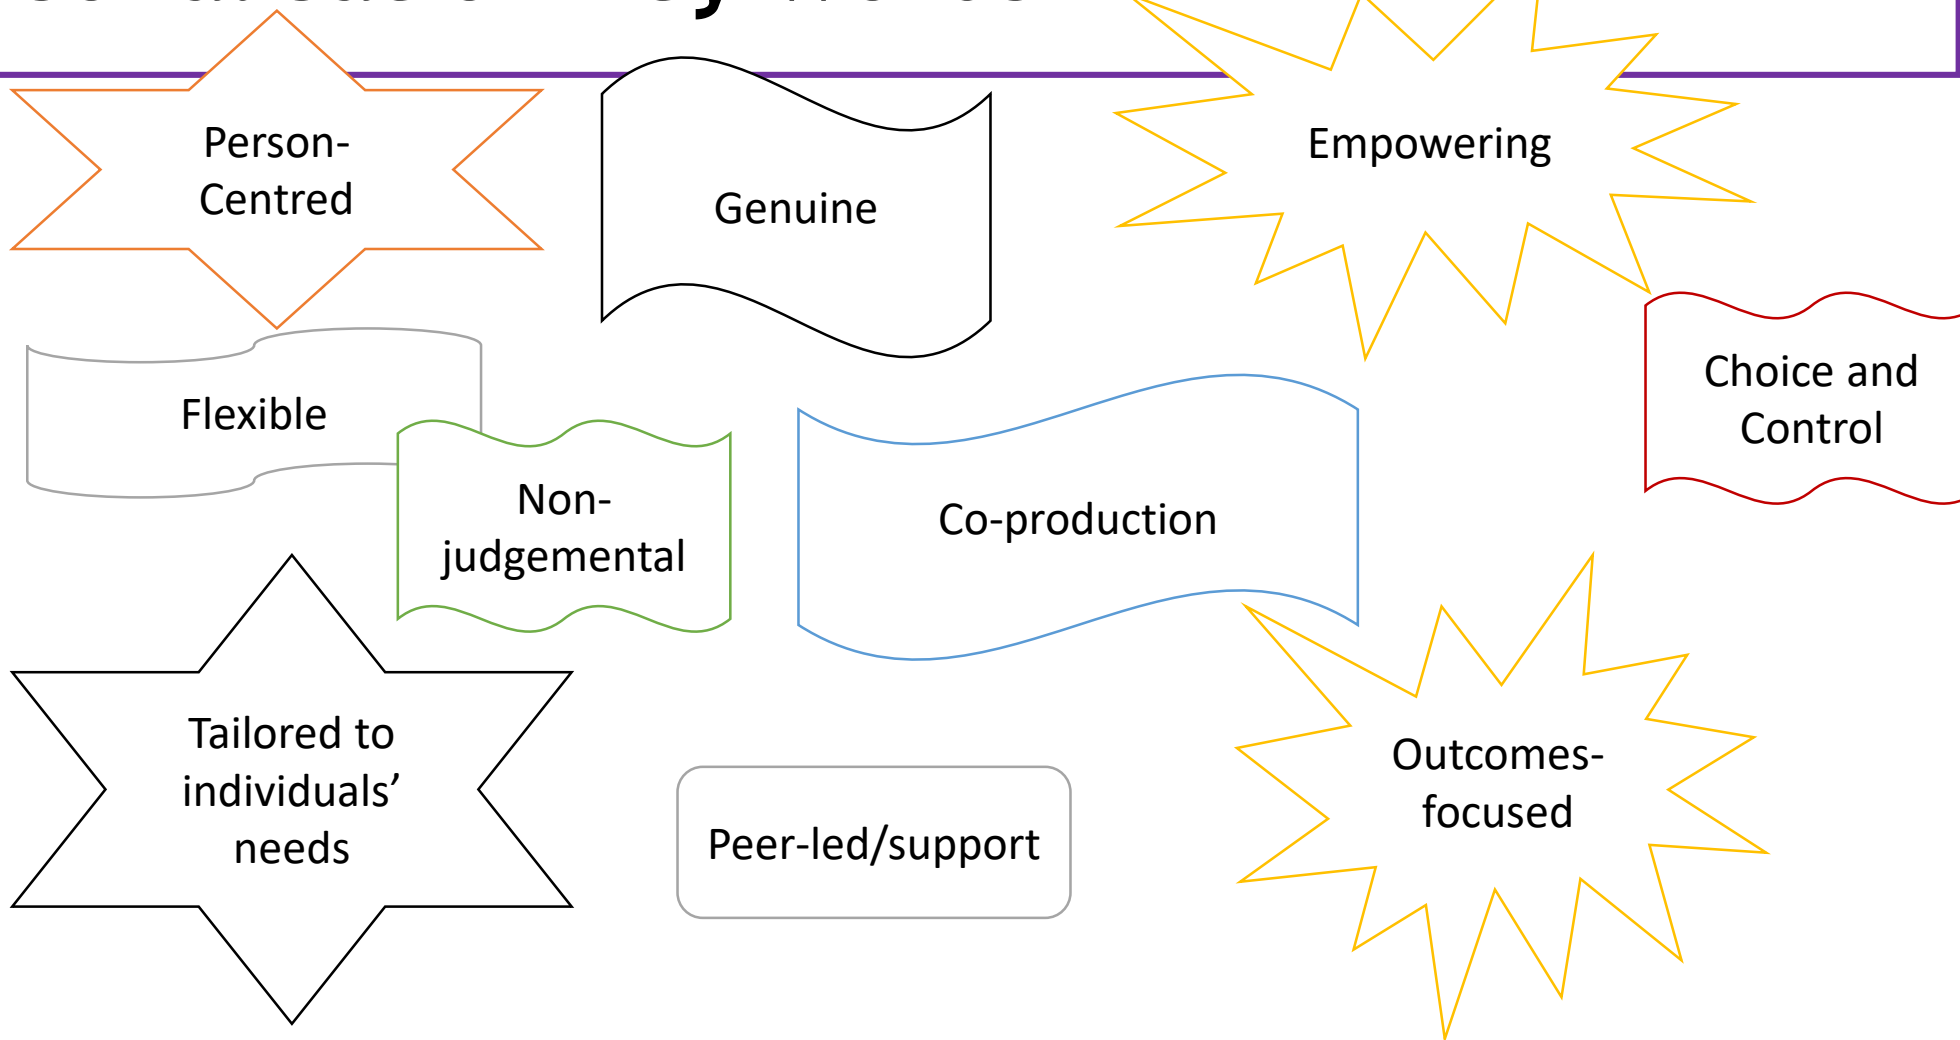 Person-
Centred
Genuine
Empowering
Choice and
Control
Flexible
Non-
judgemental
Co-production
Tailored to
individuals’
needs
Peer-led/support
Outcomes-
focused